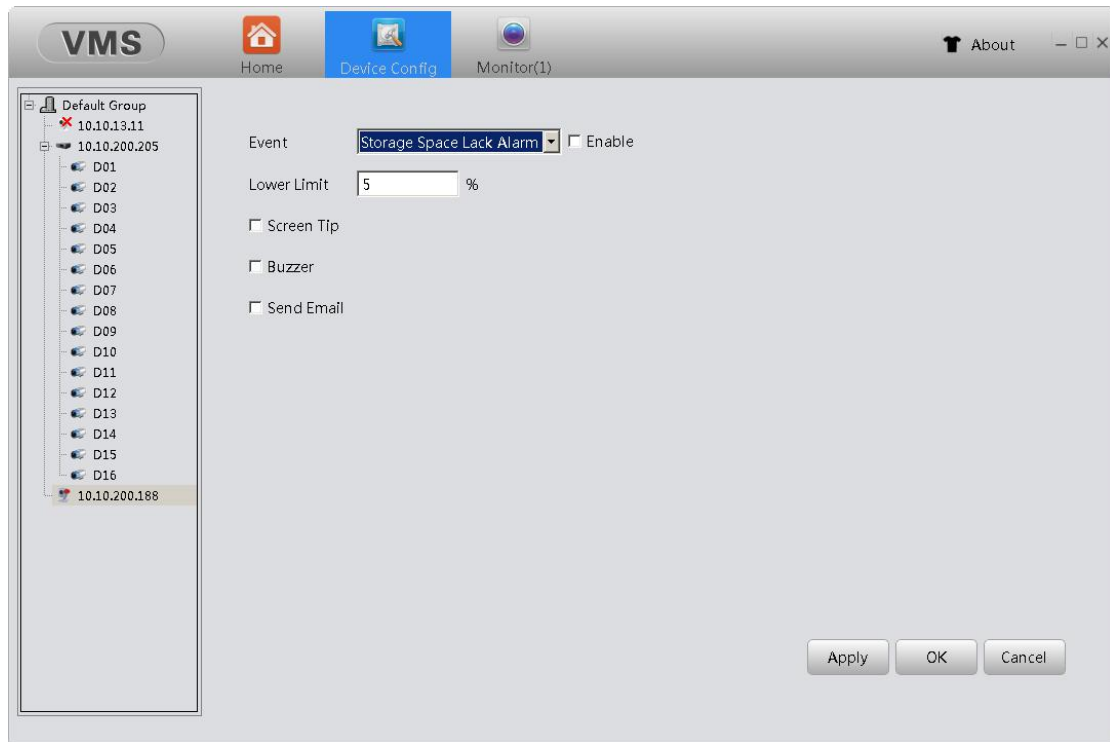 VMS
Home
Device Config
Monitor(1)
About
Default Group
10.10.13.11
10.10.200.205
D01
D02
D03
D04
D05
D06
D07
D08
D09
D10
D11
D12
D13
D14
D15
D16
10.10.200.188
Event Storage Space Lack Alarm Enable
Lower Limit 5 %
Screen Tip
Buzzer
Send Email
Apply OK Cancel